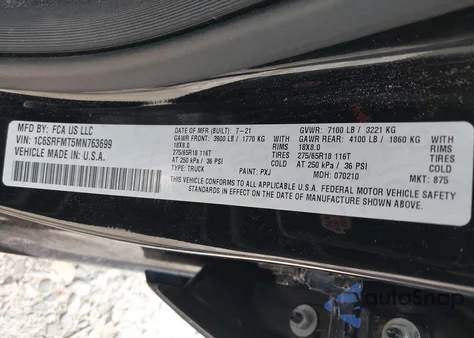 MFD BY: FCA US LLC
VIN: 1C6SRFMT5MN763699
VEHICLE MADE IN: U.S.A.
DATE OF MFR (BUILT): 7-21
GVWR: 7100 LB / 3221 KG
GAWR FRONT: 3900 LB / 1770 KG WITH
GAWR REAR: 4100 LB / 1860 KG WITH
18X8.0 RIMS
18X8.0 RIMS
275/65R18 116T TIRES
275/65R18 116T TIRES
AT 250 kPa / 36 PSI COLD
AT 250 kPa / 36 PSI COLD
TYPE: TRUCK PAINT: PXJ MDH: 070210 MKT: 875
THIS VEHICLE CONFORMS TO ALL APPLICABLE U.S.A. FEDERAL MOTOR VEHICLE SAFETY
STANDARDS IN EFFECT ON THE DATE OF MANUFACTURE SHOWN ABOVE.
AutoSnap